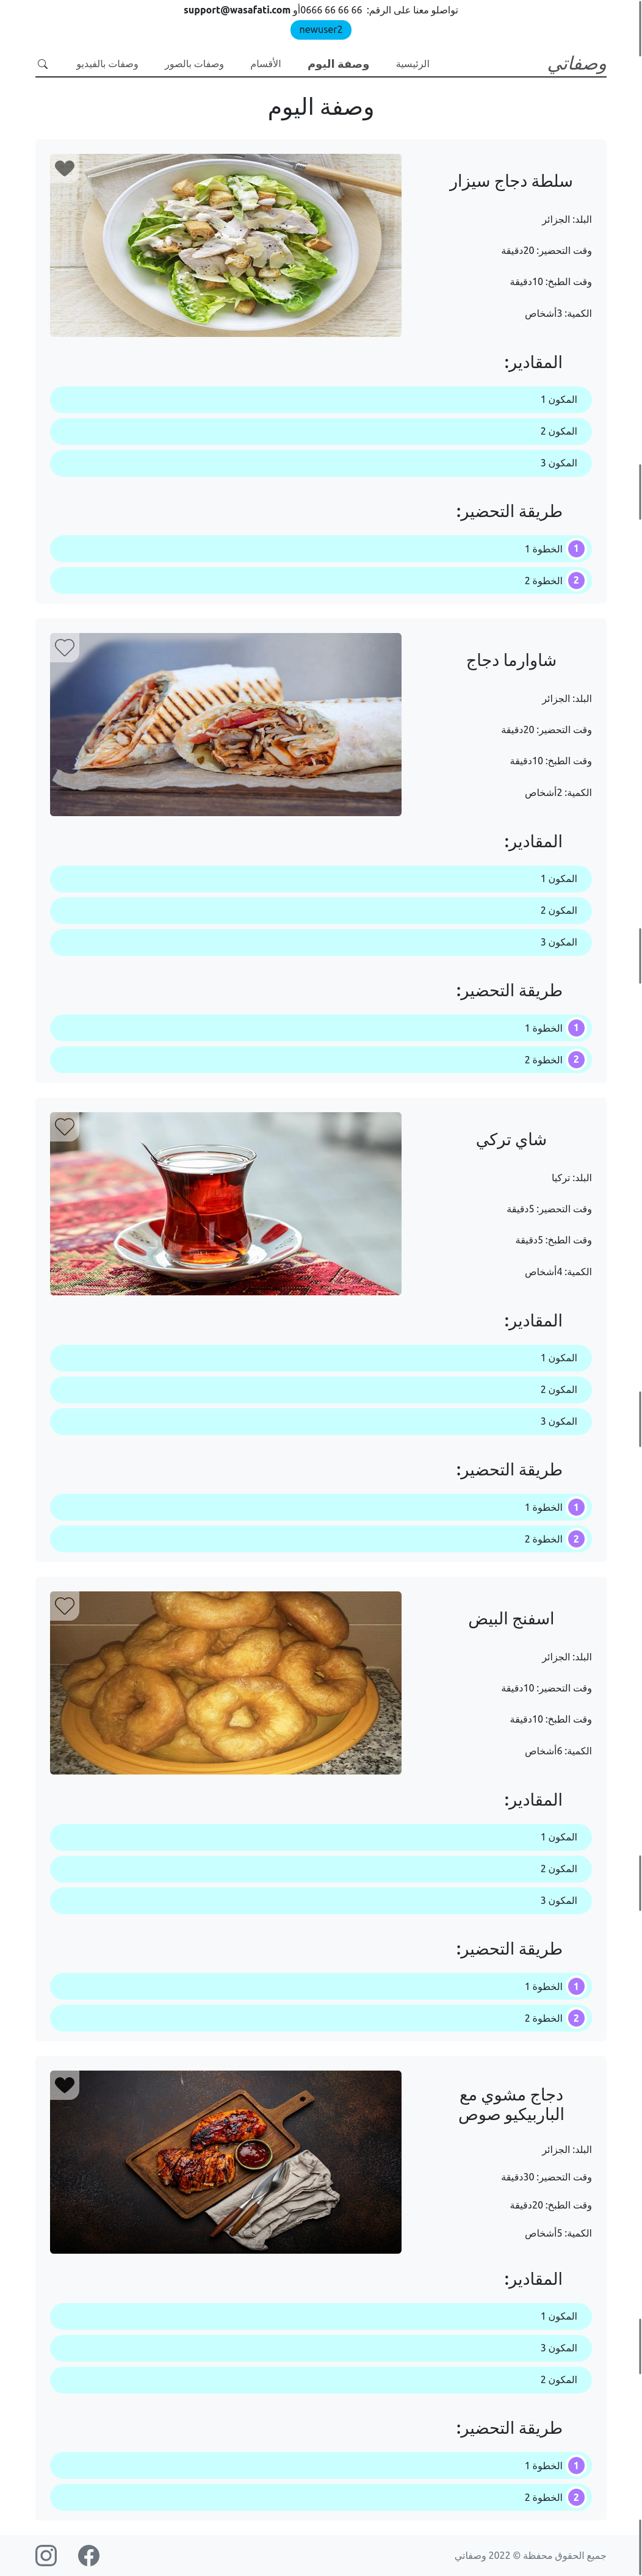 تواصلو معنا على الرقم: 0666 66 66 66أو support@wasafati.com
newuser2
وصفاتي
الرئيسية
وصفة اليوم
الأقسام
وصفات بالصور
وصفات بالفيديو
وصفة اليوم
سلطة دجاج سيزار
البلد: الجزائر
وقت التحضير: 20دقيقة
وقت الطبخ: 10دقيقة
الكمية: 3أشخاص
المقادير:
المكون 1
المكون 2
المكون 3
طريقة التحضير:
1 الخطوة 1
2 الخطوة 2
شاوارما دجاج
البلد: الجزائر
وقت التحضير: 20دقيقة
وقت الطبخ: 10دقيقة
الكمية: 2أشخاص
المقادير:
المكون 1
المكون 2
المكون 3
طريقة التحضير:
1 الخطوة 1
2 الخطوة 2
شاي تركي
البلد: تركيا
وقت التحضير: 5دقيقة
وقت الطبخ: 5دقيقة
الكمية: 4أشخاص
المقادير:
المكون 1
المكون 2
المكون 3
طريقة التحضير:
1 الخطوة 1
2 الخطوة 2
اسفنج البيض
البلد: الجزائر
وقت التحضير: 10دقيقة
وقت الطبخ: 10دقيقة
الكمية: 6أشخاص
المقادير:
المكون 1
المكون 2
المكون 3
طريقة التحضير:
1 الخطوة 1
2 الخطوة 2
دجاج مشوي مع
الباربيكيو صوص
البلد: الجزائر
وقت التحضير: 30دقيقة
وقت الطبخ: 20دقيقة
الكمية: 5أشخاص
المقادير:
المكون 1
المكون 3
المكون 2
طريقة التحضير:
1 الخطوة 1
2 الخطوة 2
جميع الحقوق محفظة © 2022 وصفاتي